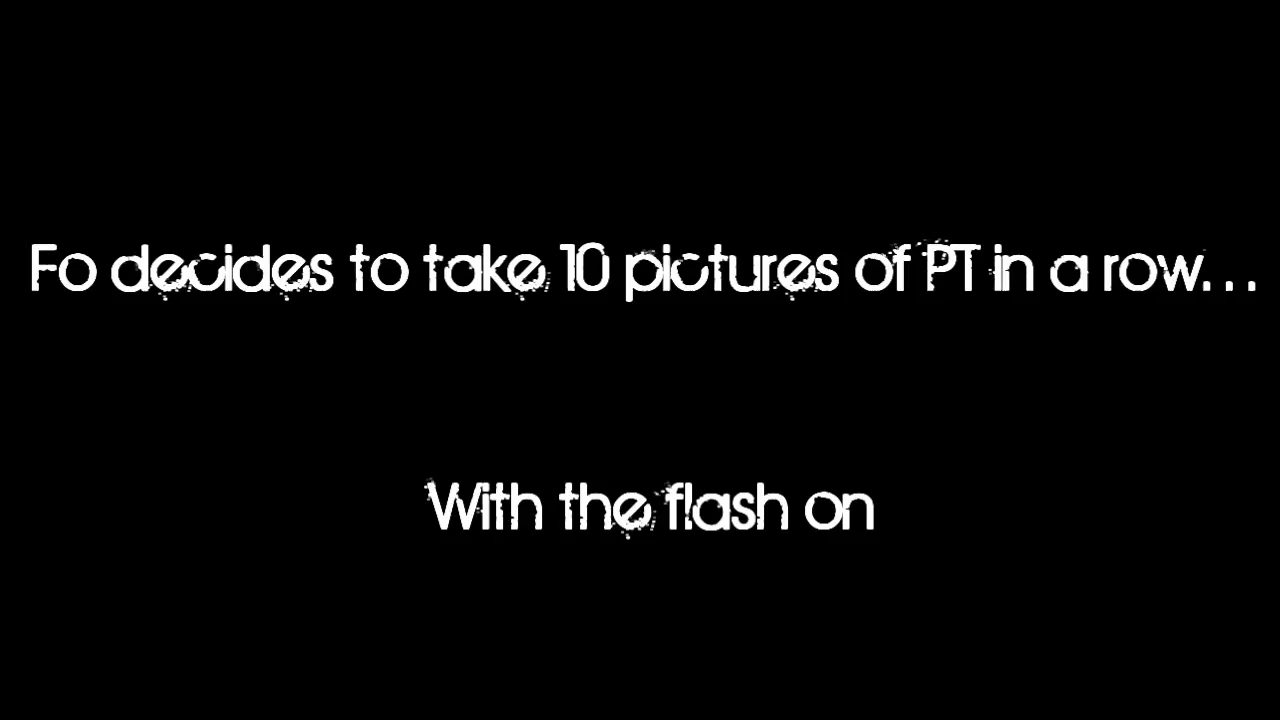 Fo decides to take 10 pictures of PT in a row...
With the flash on